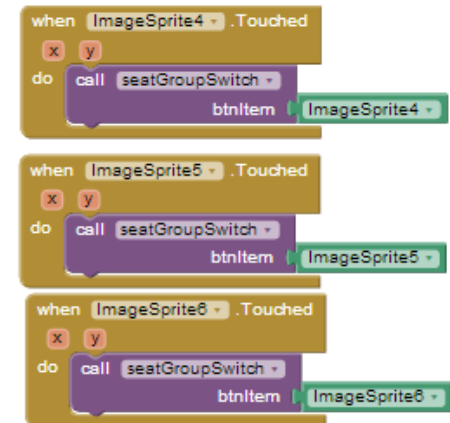 when ImageSprite4 .Touched
x y
do call seatGroupSwitch
btnItem ImageSprite4
when ImageSprite5 .Touched
x y
do call seatGroupSwitch
btnItem ImageSprite5
when ImageSprite6 .Touched
x y
do call seatGroupSwitch
btnItem ImageSprite6